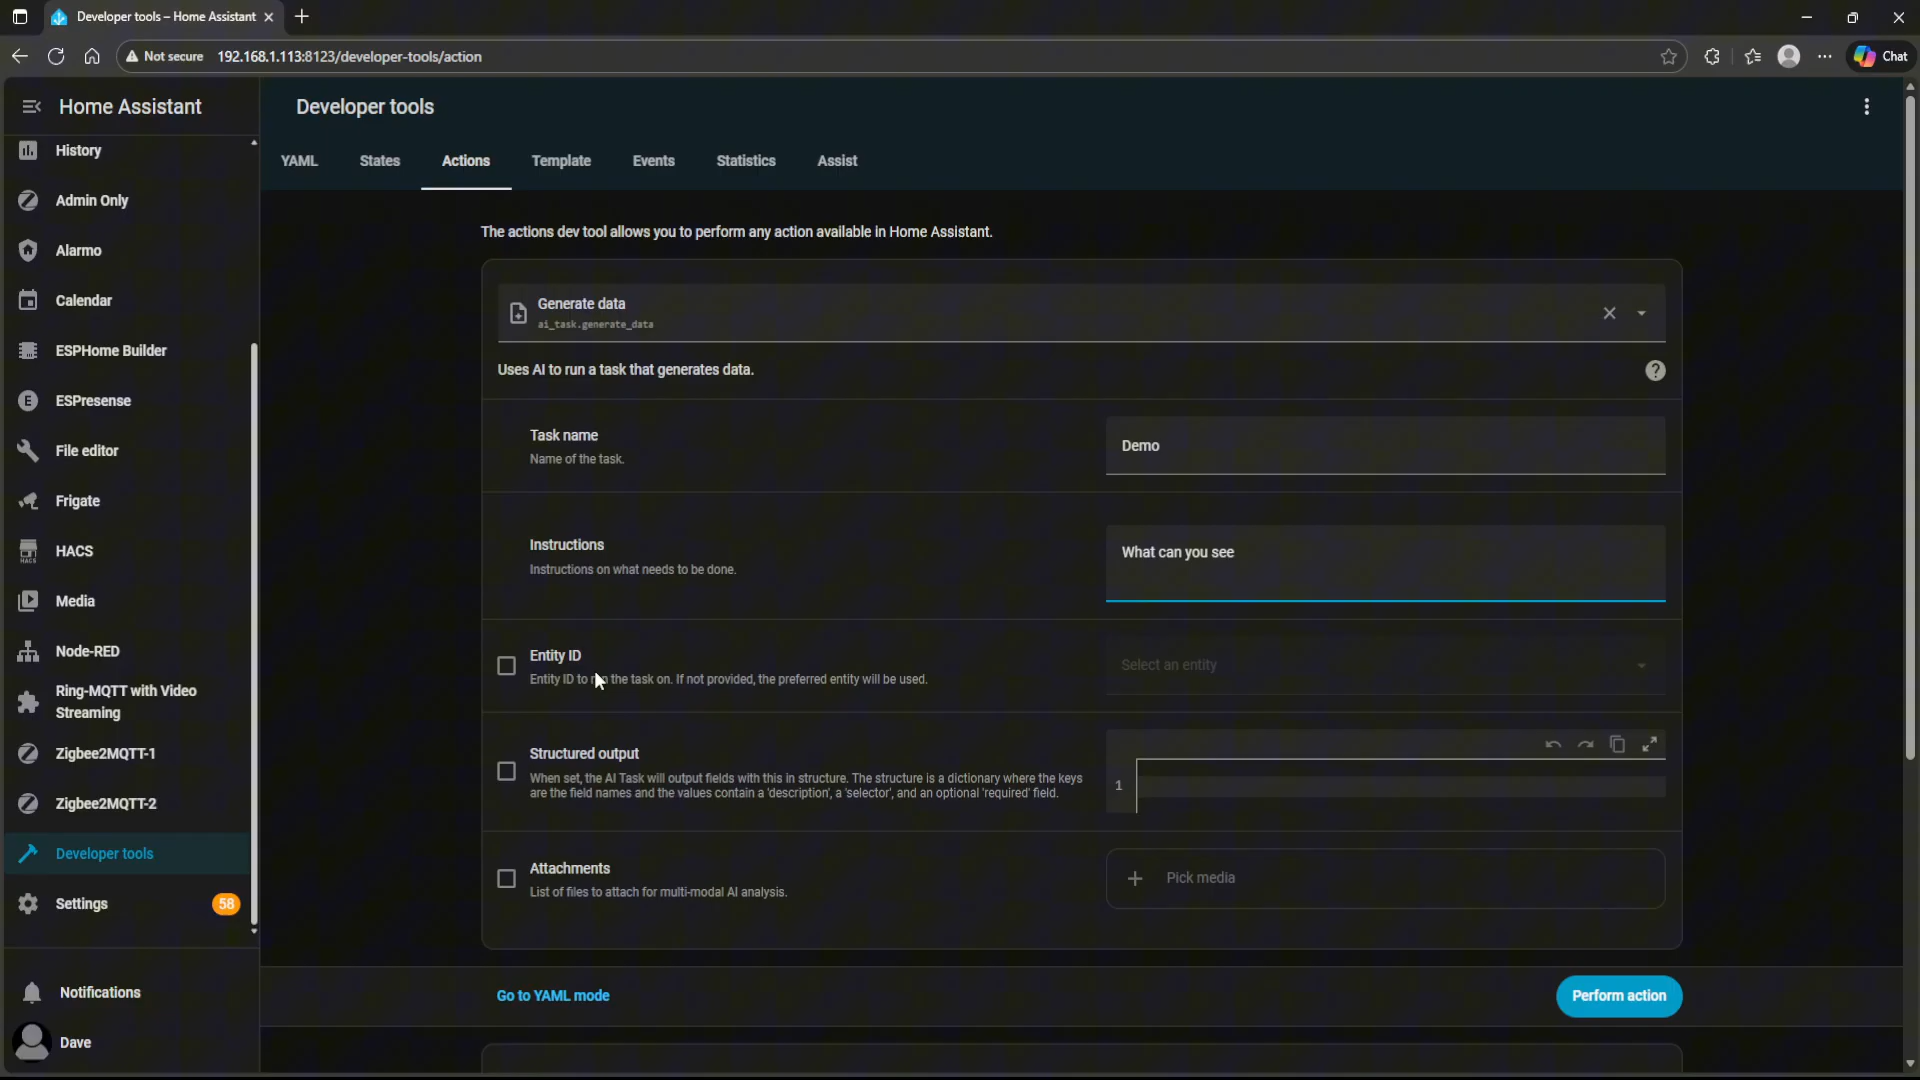 Developer tools – Home Assistant
Not secure 192.168.1.113:8123/developer-tools/action
Chat
Home Assistant
History
Admin Only
Alarmo
Calendar
ESPHome Builder
E ESPresense
File editor
Frigate
HACS HACS
Media
Node-RED
Ring-MQTT with Video
Streaming
Zigbee2MQTT-1
Zigbee2MQTT-2
Developer tools
Settings 58
Notifications
Dave
Developer tools
YAML States Actions Template Events Statistics Assist
The actions dev tool allows you to perform any action available in Home Assistant.
Generate data
ai_task.generate_data
Uses AI to run a task that generates data.
Task name
Name of the task.
Demo
Instructions
Instructions on what needs to be done.
What can you see
Entity ID
Entity ID to run the task on. If not provided, the preferred entity will be used.
Select an entity
Structured output
When set, the AI Task will output fields with this in structure. The structure is a dictionary where the keys
are the field names and the values contain a 'description', a 'selector', and an optional 'required' field.
1
Attachments
List of files to attach for multi-modal AI analysis.
Pick media
Go to YAML mode
Perform action